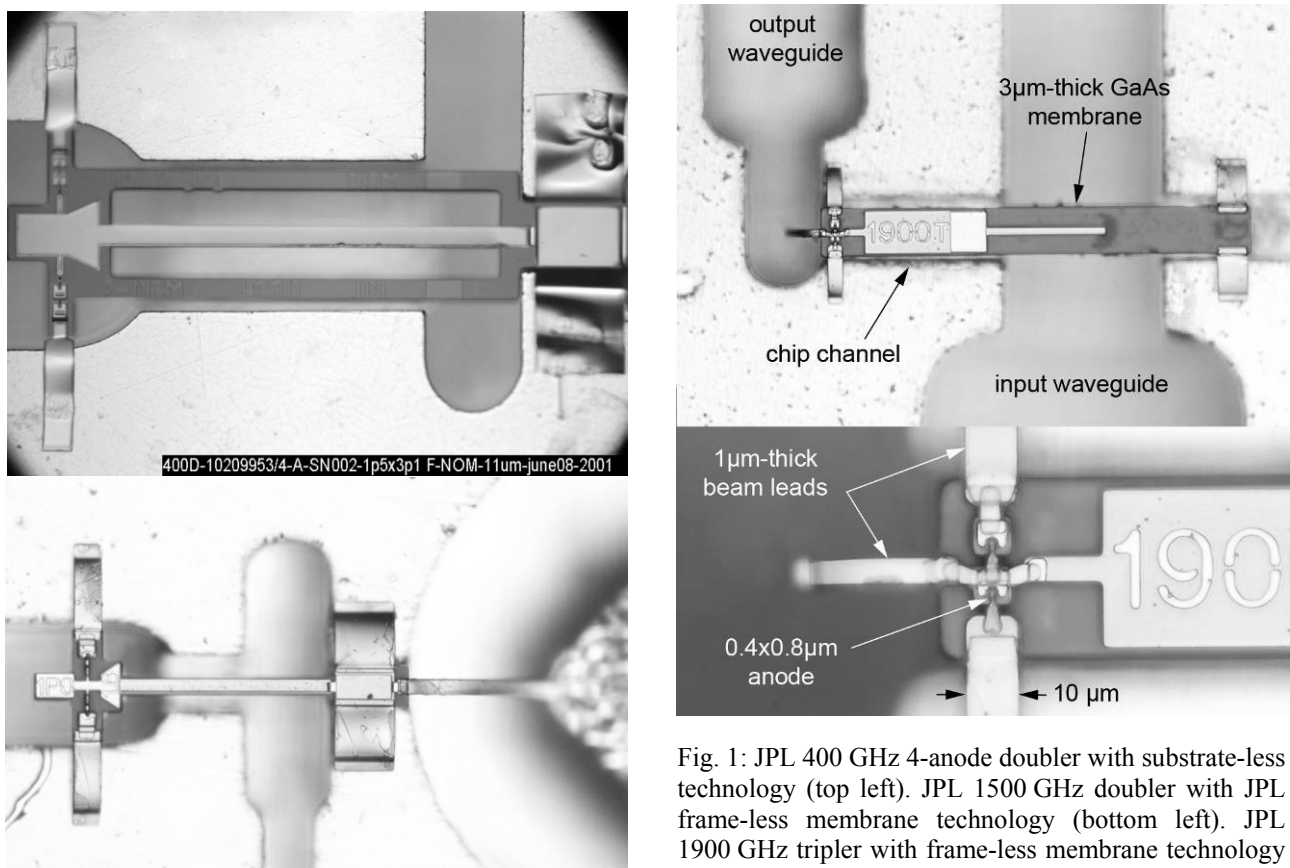 400D-10209953/4-A-SN002-1p5x3p1 F-NOM-11um-june08-2001
output
waveguide
3µm-thick GaAs
membrane
1900T
chip channel
input waveguide
1µm-thick
beam leads
190
0.4x0.8µm
anode
10 µm
Fig. 1: JPL 400 GHz 4-anode doubler with substrate-less
technology (top left). JPL 1500 GHz doubler with JPL
frame-less membrane technology (bottom left). JPL
1900 GHz tripler with frame-less membrane technology